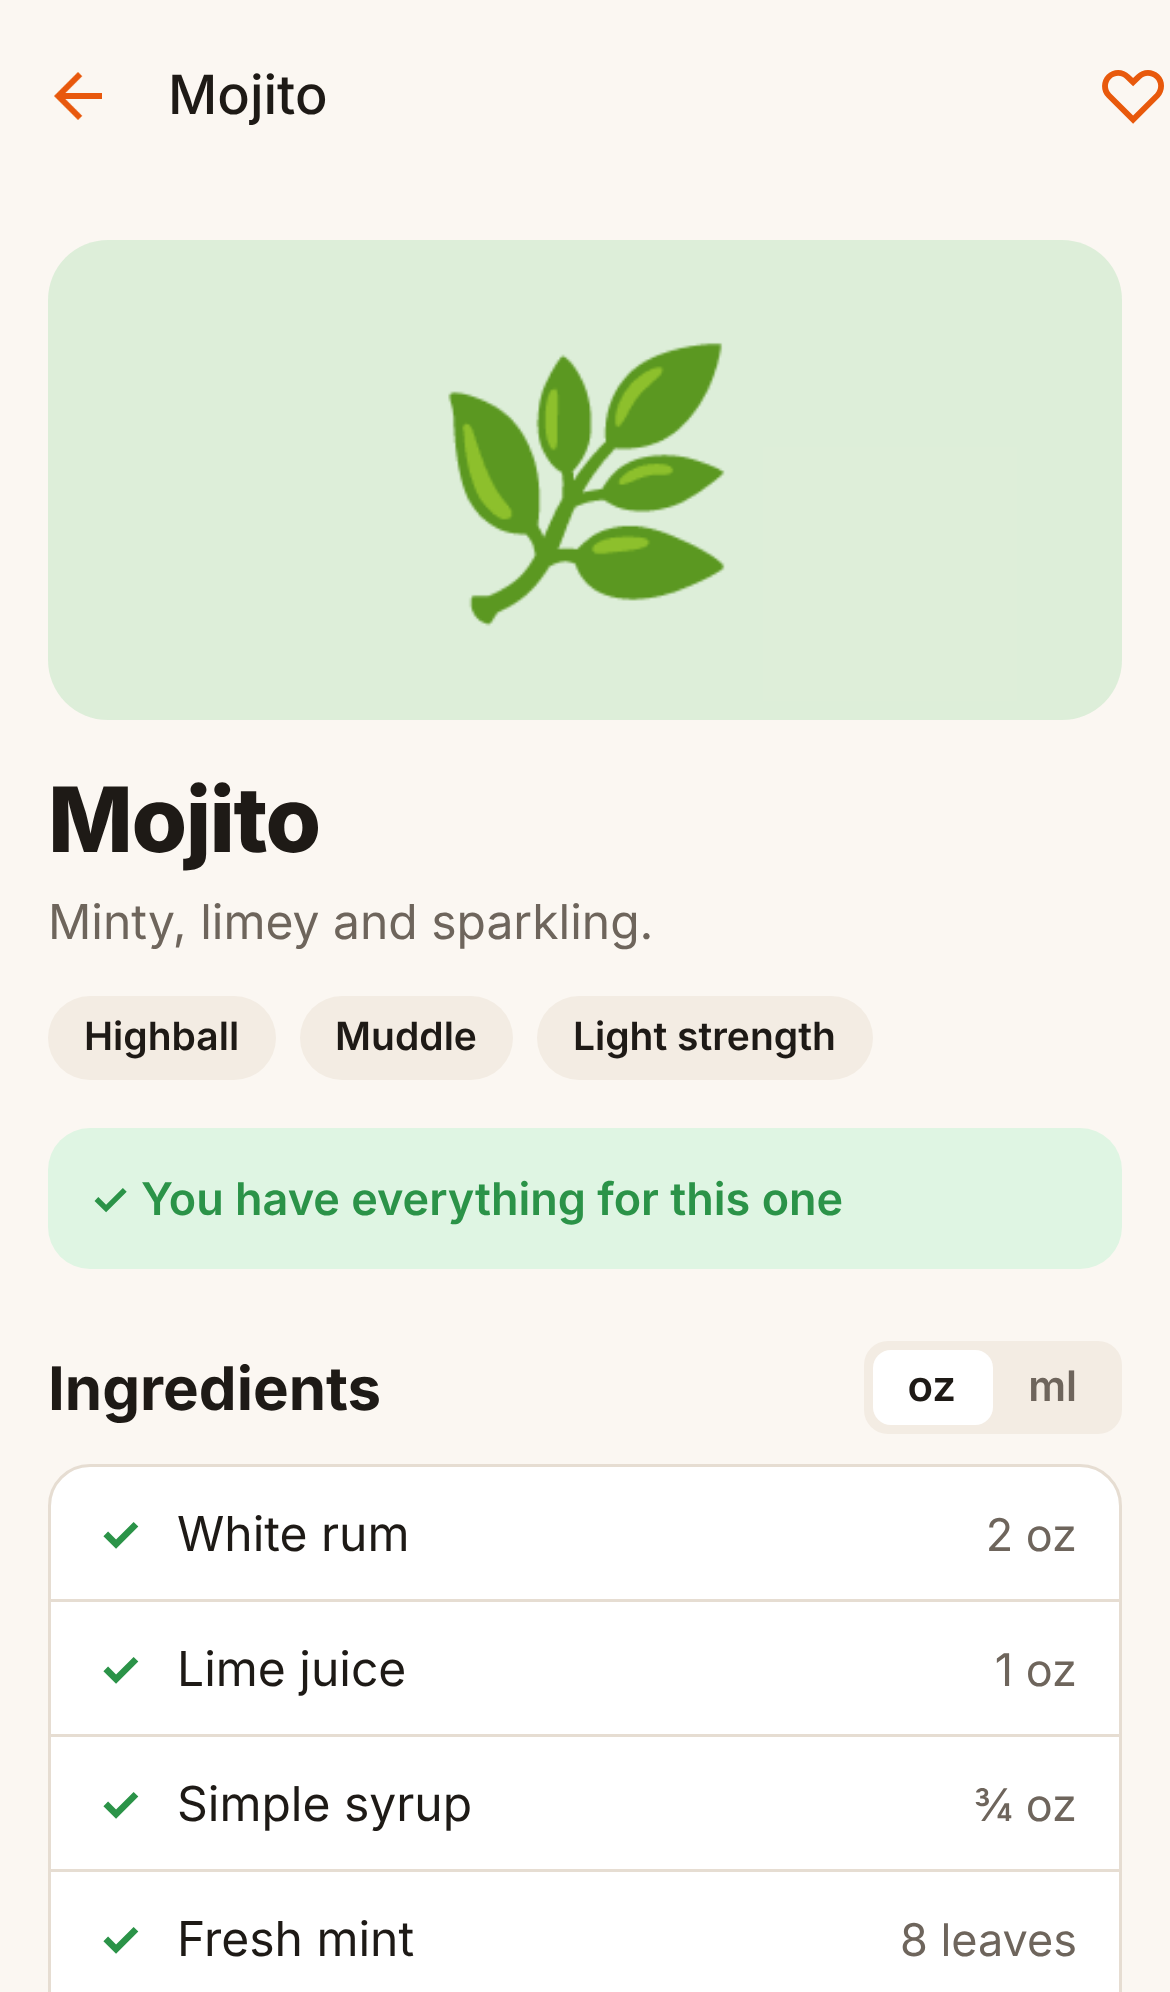 Mojito
Mojito
Minty, limey and sparkling.
Highball Muddle Light strength
✓ You have everything for this one
Ingredients oz ml
✓ White rum 2 oz
✓ Lime juice 1 oz
✓ Simple syrup ¾ oz
✓ Fresh mint 8 leaves